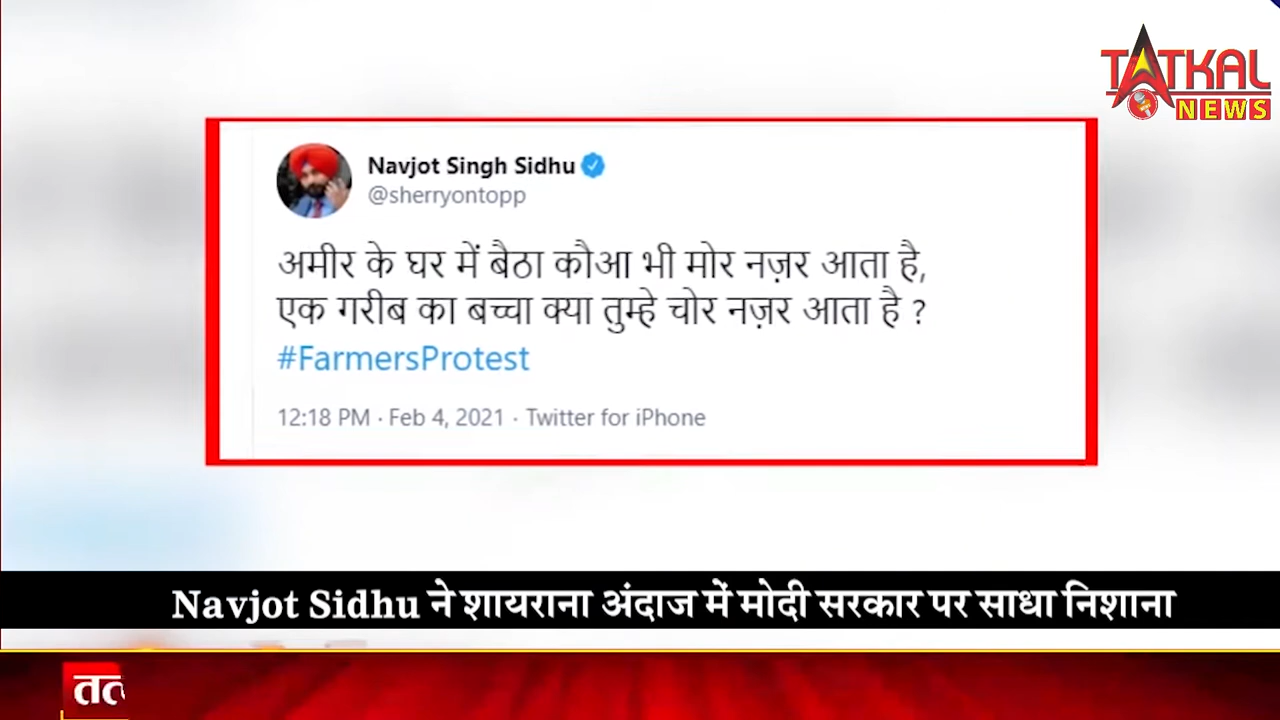 TATKAL
NEWS
Navjot Singh Sidhu
@sherryontopp
अमीर के घर में बैठा कौआ भी मोर नज़र आता है,
एक गरीब का बच्चा क्या तुम्हे चोर नज़र आता है ?
#FarmersProtest
12:18 PM · Feb 4, 2021 · Twitter for iPhone
Navjot Sidhu ने शायराना अंदाज में मोदी सरकार पर साधा निशाना